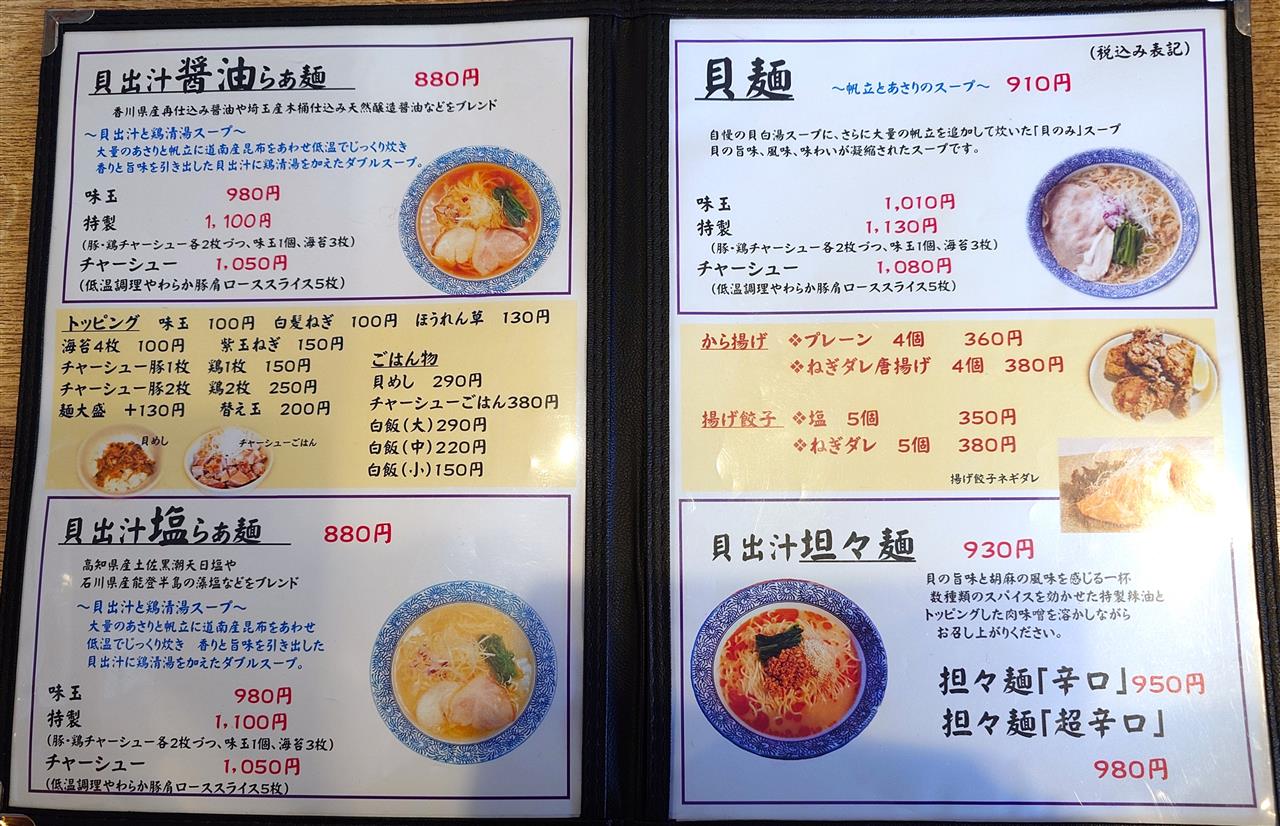 貝出汁醤油らぁ麺 880円
香川県産再仕込み醤油や埼玉産木桶仕込み天然醸造醤油などをブレンド
～貝出汁と鶏清湯スープ～
大量のあさりと帆立に道南産昆布をあわせ低温でじっくり炊き
香りと旨味を引き出した貝出汁に鶏清湯を加えたダブルスープ。
味玉 980円
特製 1,100円
(豚・鶏チャーシュー各2枚づつ、味玉1個、海苔3枚)
チャーシュー 1,050円
(低温調理やわらか豚肩ローススライス5枚)
トッピング 味玉 100円 白髪ねぎ 100円 ほうれん草 130円
海苔4枚 100円 紫玉ねぎ 150円
チャーシュー豚1枚 鶏1枚 150円
チャーシュー豚2枚 鶏2枚 250円
麺大盛 +130円 替え玉 200円
貝めし
チャーシューごはん
ごはん物
貝めし 290円
チャーシューごはん380円
白飯(大)290円
白飯(中)220円
白飯(小)150円
貝出汁塩らぁ麺 880円
高知県産土佐黒潮天日塩や
石川県産能登半島の藻塩などをブレンド
～貝出汁と鶏清湯スープ～
大量のあさりと帆立に道南産昆布をあわせ
低温でじっくり炊き 香りと旨味を引き出した
貝出汁に鶏清湯を加えたダブルスープ。
味玉 980円
特製 1,100円
(豚・鶏チャーシュー各2枚づつ、味玉1個、海苔3枚)
チャーシュー 1,050円
(低温調理やわらか豚肩ローススライス5枚)
(税込み表記)
貝麺 ～帆立とあさりのスープ～ 910円
自慢の貝白湯スープに、さらに大量の帆立を追加して炊いた「貝のみ」スープ
貝の旨味、風味、味わいが凝縮されたスープです。
味玉 1,010円
特製 1,130円
(豚・鶏チャーシュー各2枚づつ、味玉1個、海苔3枚)
チャーシュー 1,080円
(低温調理やわらか豚肩ローススライス5枚)
から揚げ ❖プレーン 4個 360円
❖ねぎダレ唐揚げ 4個 380円
揚げ餃子 ❖塩 5個 350円
❖ねぎダレ 5個 380円
揚げ餃子ネギダレ
貝出汁坦々麺 930円
貝の旨味と胡麻の風味を感じる一杯
数種類のスパイスを効かせた特製辣油と
トッピングした肉味噌を溶かしながら
お召し上がりください。
担々麺「辛口」950円
担々麺「超辛口」
980円